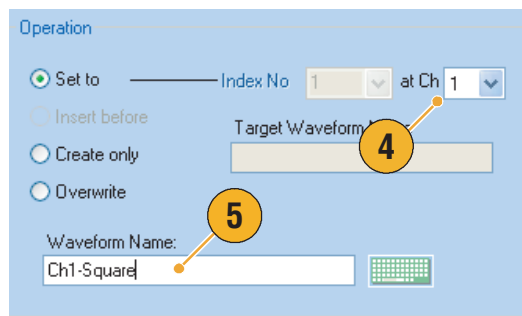 Operation
Set to Index No 1 at Ch 1
Insert before
Target Waveform
4
Create only
Overwrite
5
Waveform Name:
Ch1-Square